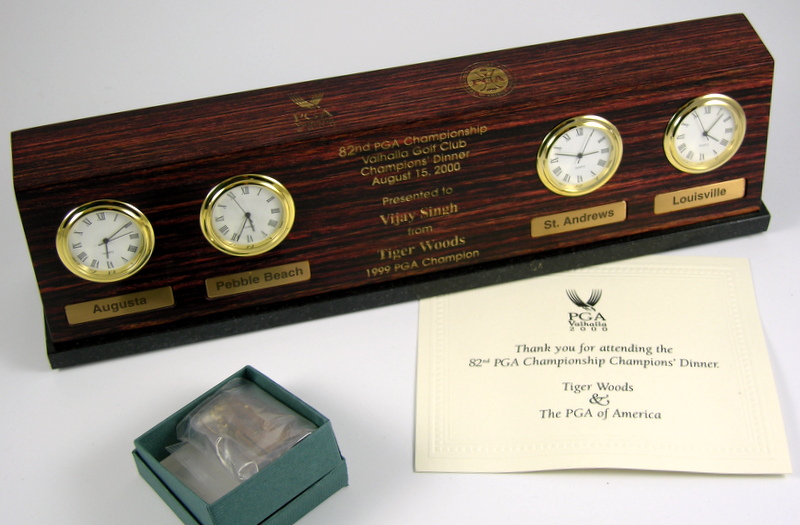 PGA
82nd PGA Championship
Valhalla Golf Club
Champions' Dinner
August 15, 2000
Presented to
Vijay Singh
from
Tiger Woods
1999 PGA Champion
Augusta
Pebble Beach
St. Andrews
Louisville
PGA
Valhalla
2000
Thank you for attending the
82nd PGA Championship Champions' Dinner.
Tiger Woods
&
The PGA of America